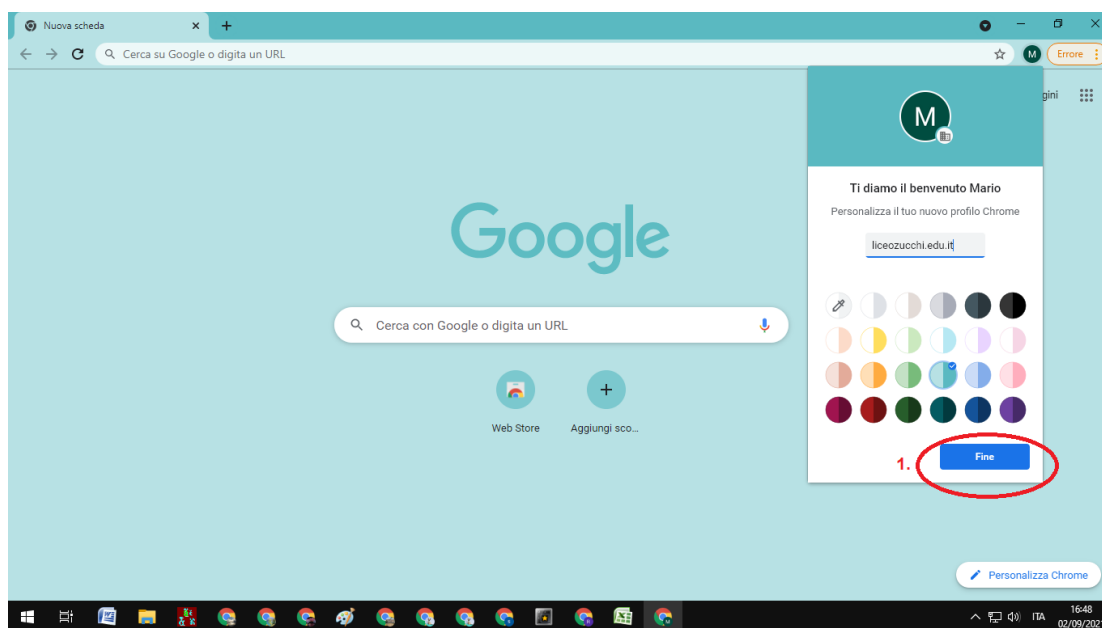 Nuova scheda
Cerca su Google o digita un URL
M
Errore
gini
M
Ti diamo il benvenuto Mario
Personalizza il tuo nuovo profilo Chrome
liceozucchi.edu.it
Google
Cerca con Google o digita un URL
Web Store
Aggiungi sco...
1.
Fine
Personalizza Chrome
ITA
16:48
02/09/202